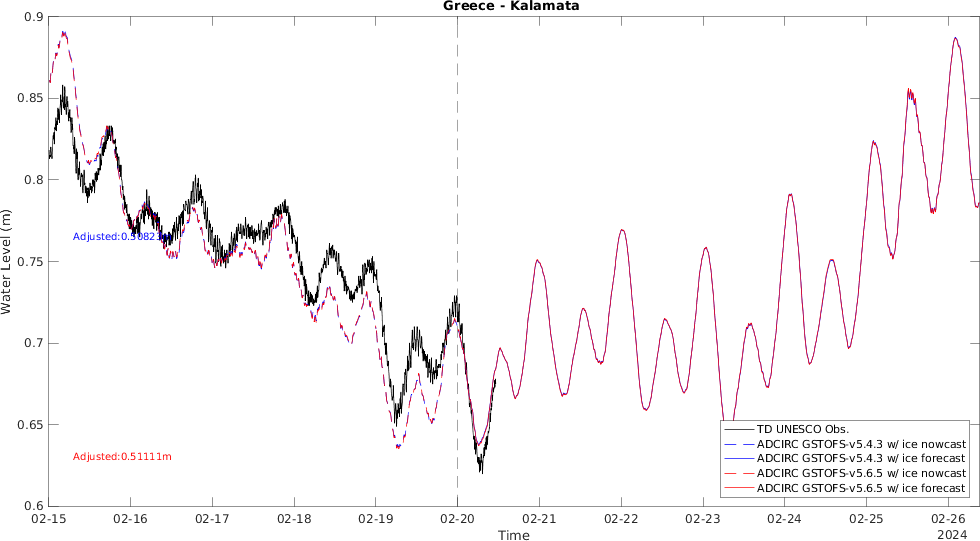 Greece - Kalamata
0.9
0.85
0.8
0.75
0.7
0.65
0.6
Water Level (m)
Adjusted:0.5082
Adjusted:0.51111m
TD UNESCO Obs.
ADCIRC GSTOFS-v5.4.3 w/ ice nowcast
ADCIRC GSTOFS-v5.4.3 w/ ice forecast
ADCIRC GSTOFS-v5.6.5 w/ ice nowcast
ADCIRC GSTOFS-v5.6.5 w/ ice forecast
02-15 02-16 02-17 02-18 02-19 02-20 02-21 02-22 02-23 02-24 02-25 02-26
Time
2024